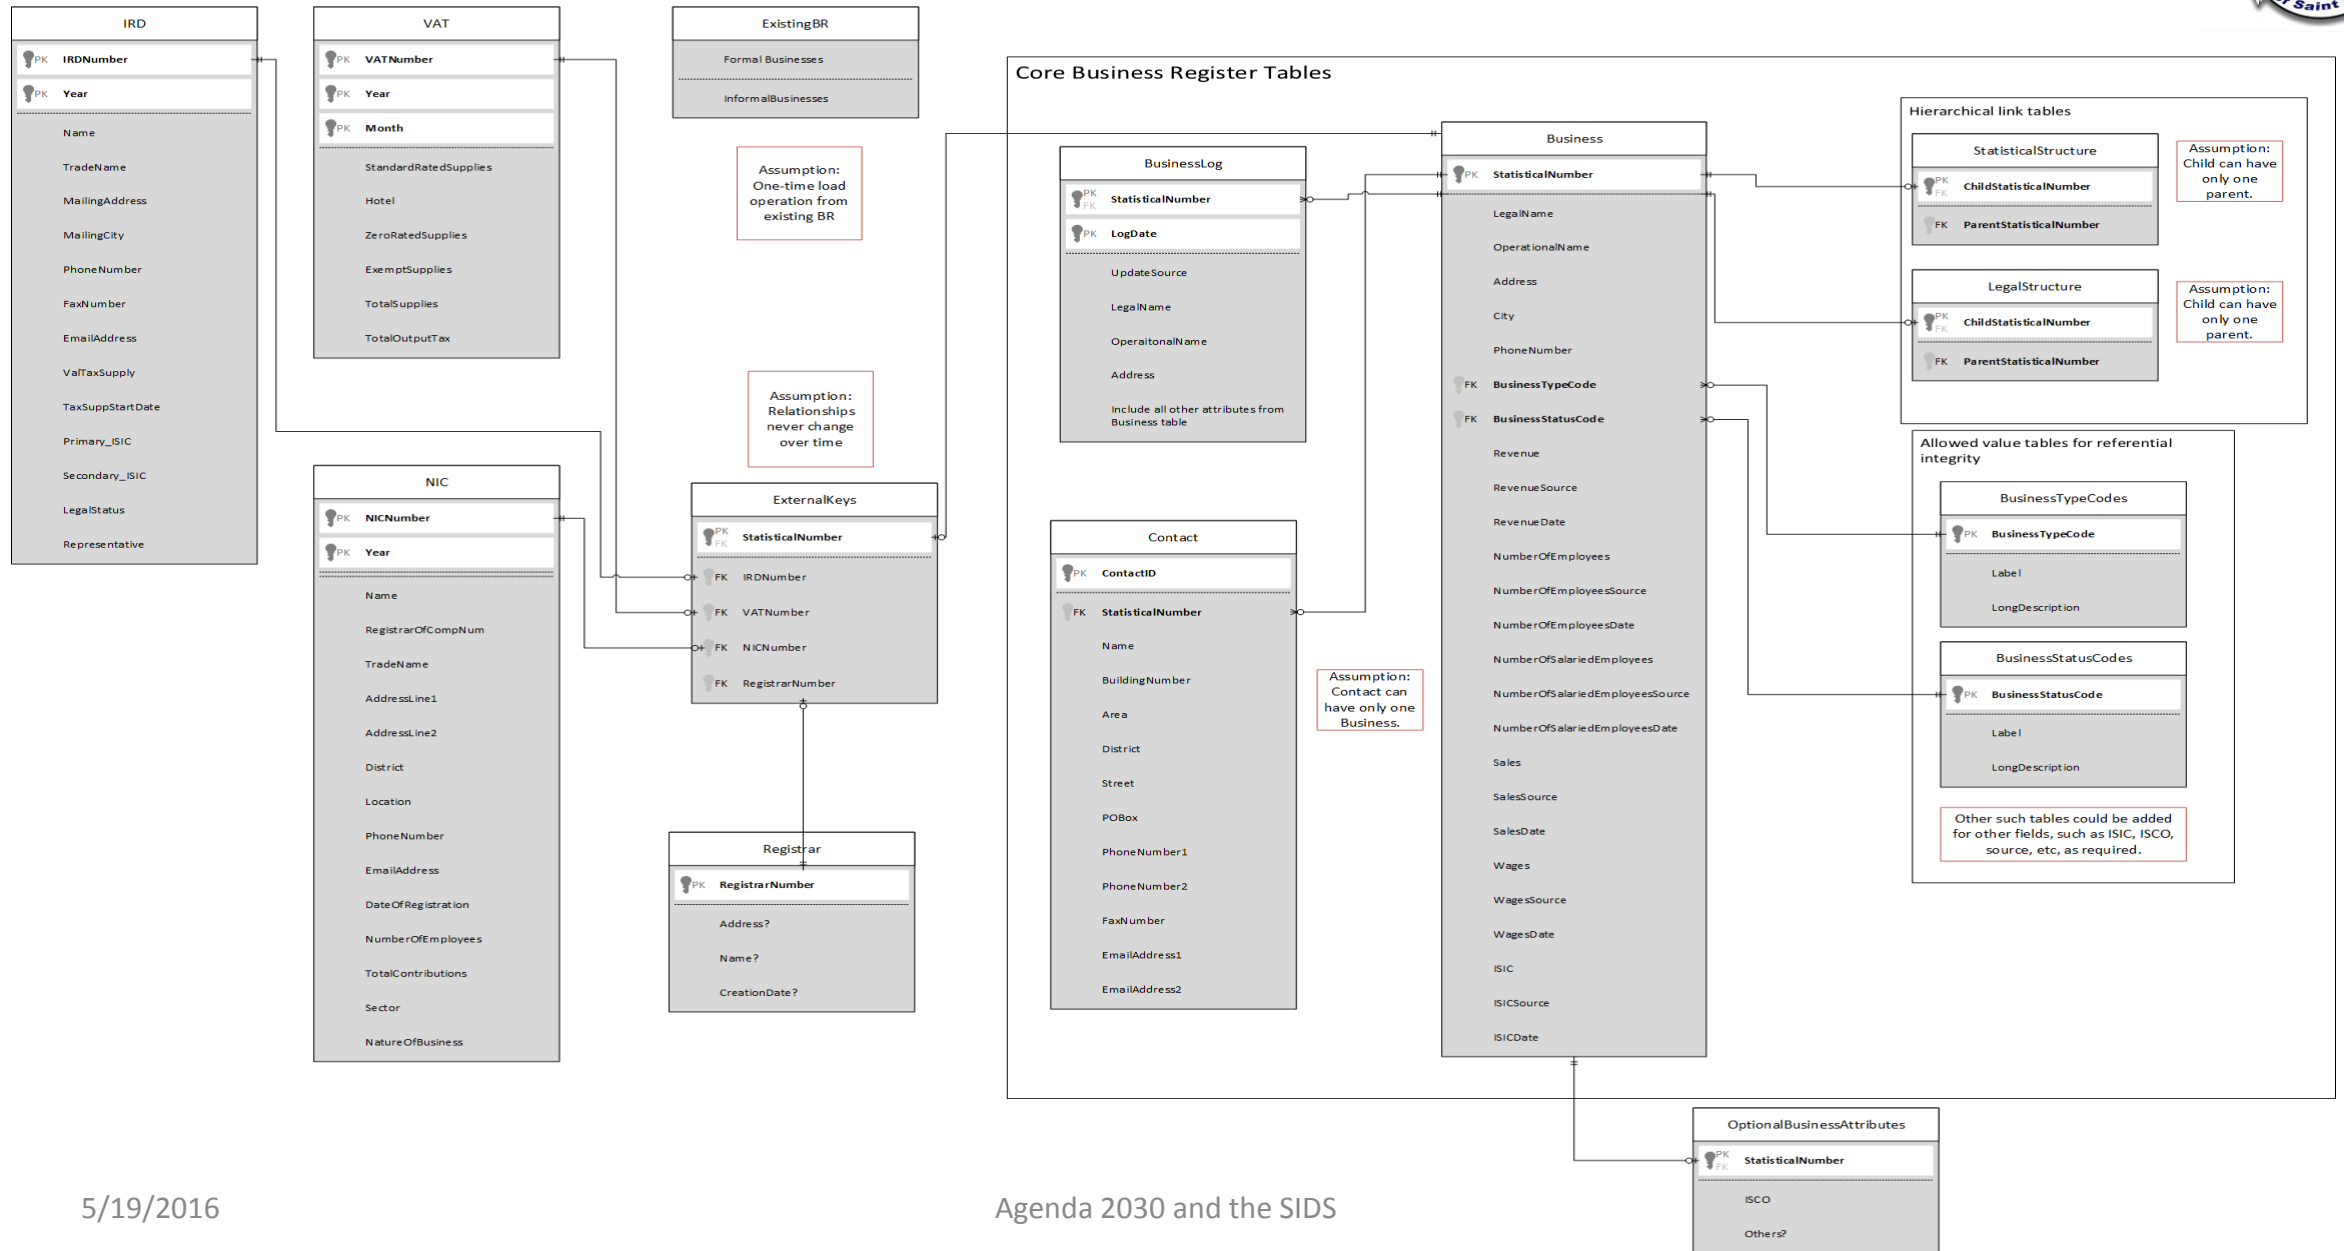 IRD
PK IRDNumber
PK Year
Name
TradeName
MailingAddress
MailingCity
PhoneNumber
FaxNumber
EmailAddress
ValTaxSupply
TaxSuppStartDate
Primary_ISIC
Secondary_ISIC
LegalStatus
Representative
VAT
PK VATNumber
PK Year
PK Month
StandardRatedSupplies
Hotel
ZeroRatedSupplies
ExemptSupplies
TotalSupplies
TotalOutputTax
NIC
PK NICNumber
PK Year
Name
RegistrarOfCompNum
TradeName
AddressLine1
AddressLine2
District
Location
PhoneNumber
EmailAddress
DateOfRegistration
NumberOfEmployees
TotalContributions
Sector
NatureOfBusiness
ExistingBR
Formal Businesses
InformalBusinesses
Assumption:
One-time load
operation from
existing BR
Assumption:
Relationships
never change
over time
ExternalKeys
PK
FK
StatisticalNumber
FK IRDNumber
FK VATNumber
FK NICNumber
FK RegistrarNumber
Registrar
PK RegistrarNumber
Address?
Name?
CreationDate?
Core Business Register Tables
BusinessLog
PK
FK
StatisticalNumber
PK LogDate
UpdateSource
LegalName
OperaitonalName
Address
Include all other attributes from
Business table
Contact
PK ContactID
FK StatisticalNumber
Name
BuildingNumber
Area
District
Street
POBox
PhoneNumber1
PhoneNumber2
FaxNumber
EmailAddress1
EmailAddress2
Assumption:
Contact can
have only one
Business.
Business
PK StatisticalNumber
LegalName
OperationalName
Address
City
PhoneNumber
FK BusinessTypeCode
FK BusinessStatusCode
Revenue
RevenueSource
RevenueDate
NumberOfEmployees
NumberOfEmployeesSource
NumberOfEmployeesDate
NumberOfSalariedEmployees
NumberOfSalariedEmployeesSource
NumberOfSalariedEmployeesDate
Sales
SalesSource
SalesDate
Wages
WagesSource
WagesDate
ISIC
ISICSource
ISICDate
Hierarchical link tables
StatisticalStructure
PK
FK
ChildStatisticalNumber
FK ParentStatisticalNumber
Assumption:
Child can have
only one
parent.
LegalStructure
PK
FK
ChildStatisticalNumber
FK ParentStatisticalNumber
Assumption:
Child can have
only one
parent.
Allowed value tables for referential
integrity
BusinessTypeCodes
PK BusinessTypeCode
Label
LongDescription
BusinessStatusCodes
PK BusinessStatusCode
Label
LongDescription
Other such tables could be added
for other fields, such as ISIC, ISCO,
source, etc, as required.
OptionalBusinessAttributes
PK
FK
StatisticalNumber
ISCO
Others?
Saint
5/19/2016
Agenda 2030 and the SIDS